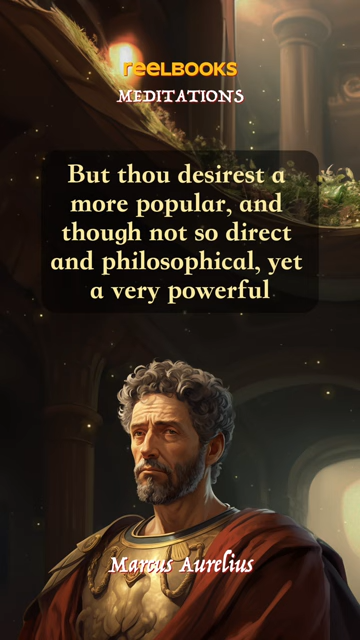 reelBOOKS
MEDITATIONS
But thou desirest a
more popular, and
though not so direct
and philosophical, yet
a very powerful
Marcus Aurelius